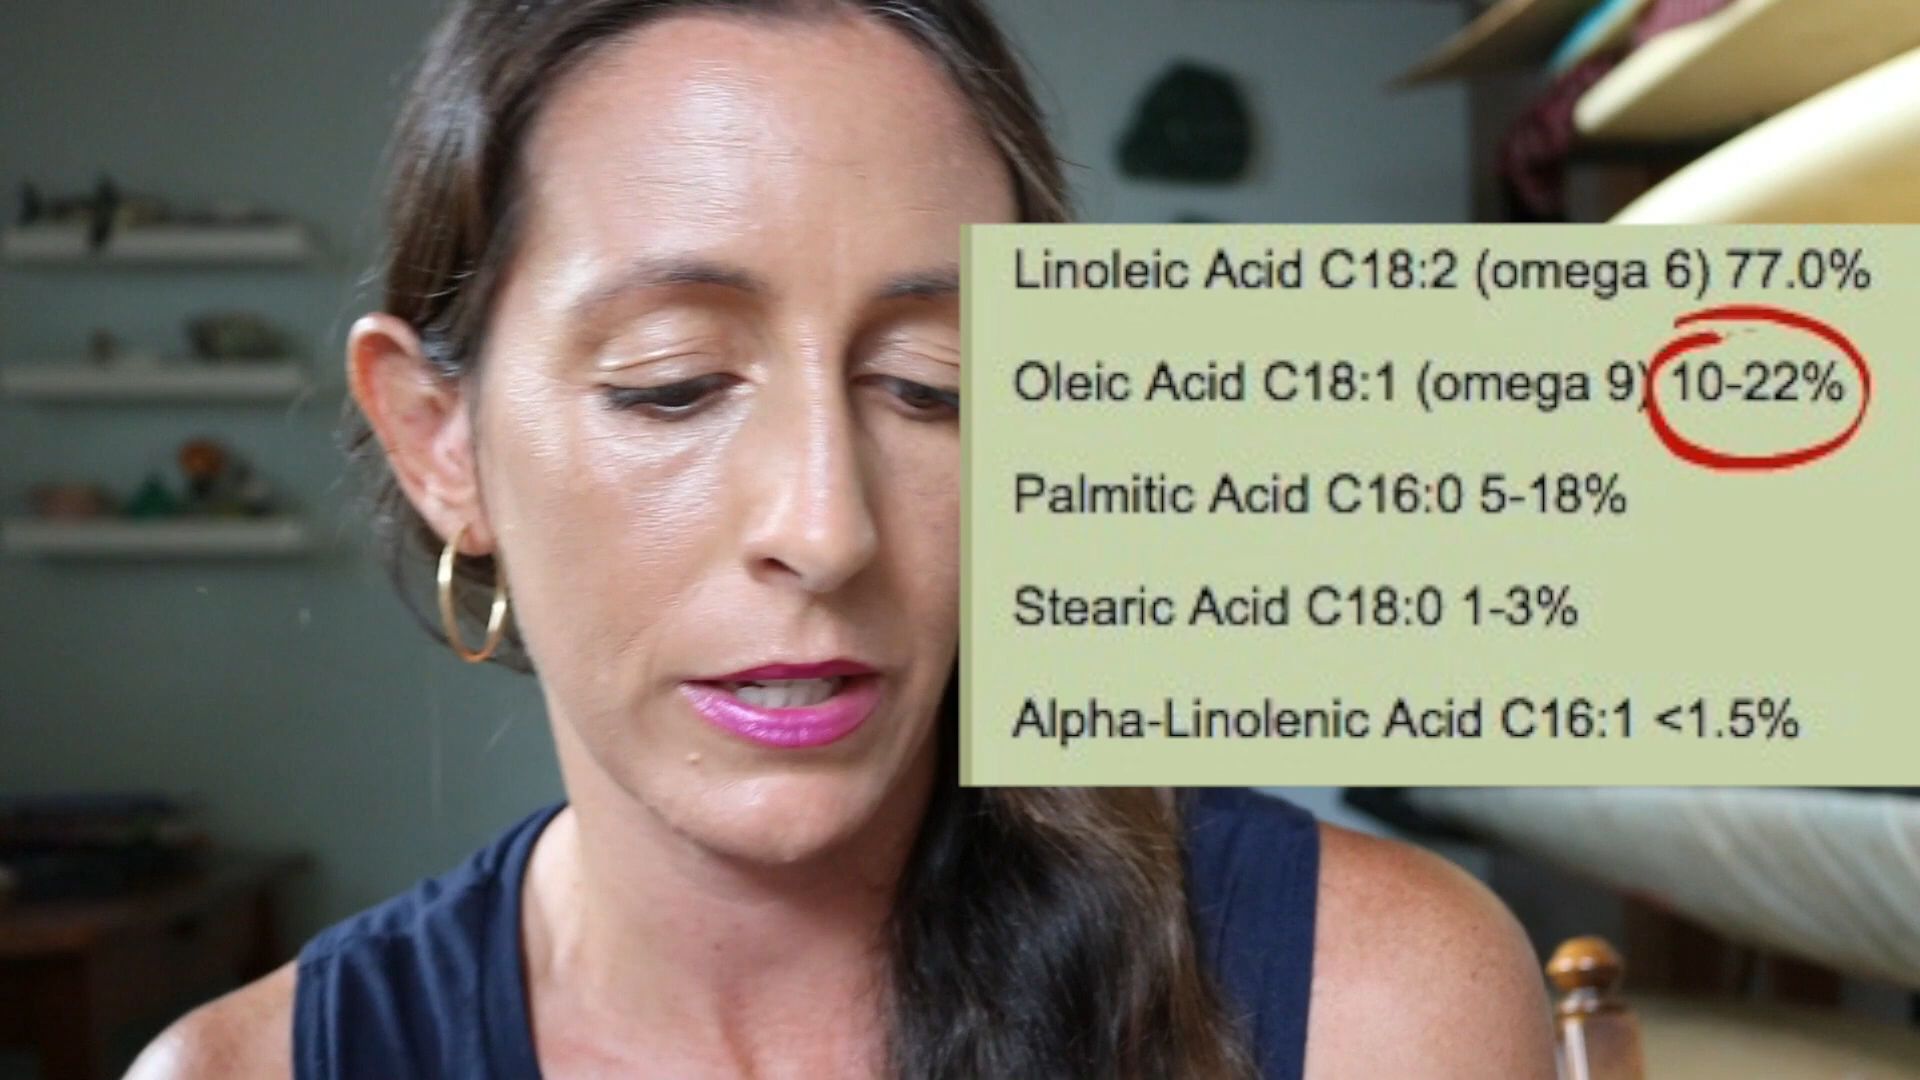 Linoleic Acid C18:2 (omega 6) 77.0%
Oleic Acid C18:1 (omega 9) 10-22%
Palmitic Acid C16:0 5-18%
Stearic Acid C18:0 1-3%
Alpha-Linolenic Acid C16:1 <1.5%